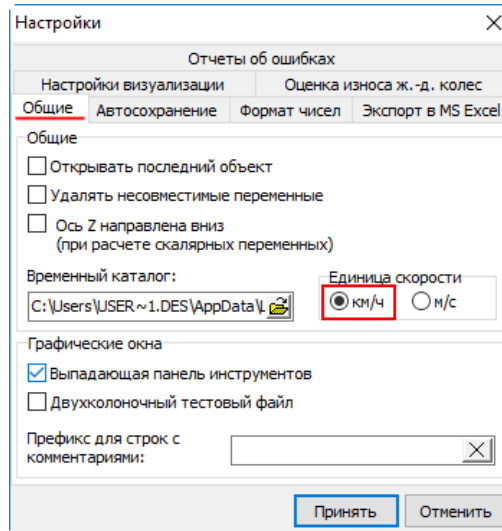 Настройки
Отчеты об ошибках
Настройки визуализации Оценка износа ж.-д. колес
Общие Автосохранение Формат чисел Экспорт в MS Excel
Общие
Открывать последний объект
Удалять несовместимые переменные
Ось Z направлена вниз
(при расчете скалярных переменных)
Временный каталог: Единица скорости
C:\Users\USER~1.DES\AppData\L км/ч м/с
Графические окна
Выпадающая панель инструментов
Двухколоночный тестовый файл
Префикс для строк с
комментариями:
Принять Отменить